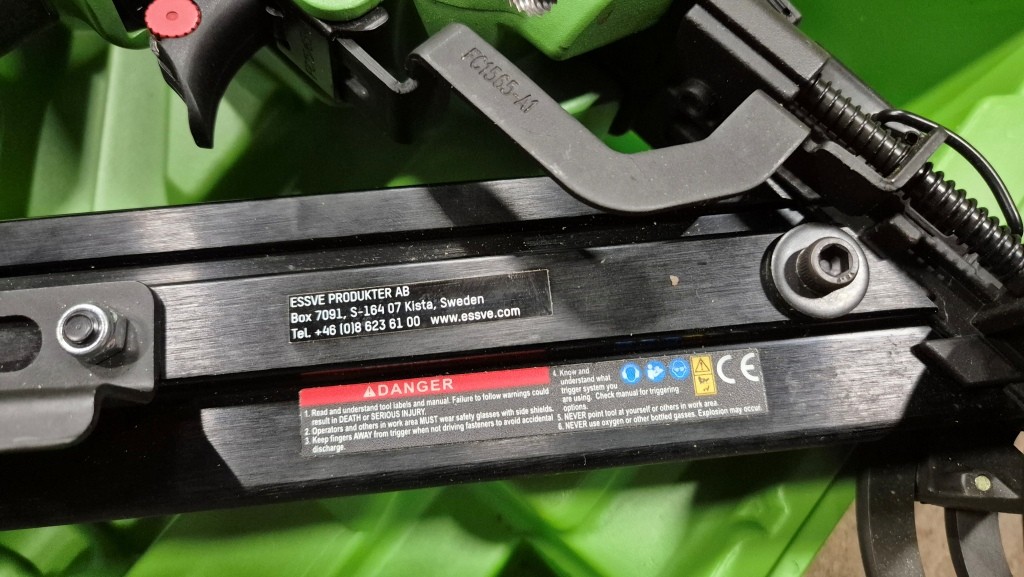 FC1565-A1
ESSVE PRODUKTER AB
Box 7091, S-164 07 Kista, Sweden
Tel. +46 (0)8 623 61 00 www.essve.com
DANGER
1. Read and understand tool labels and manual. Failure to follow warnings could
result in DEATH or SERIOUS INJURY.
2. Operators and others in work area MUST wear safety glasses with side shields.
3. Keep fingers AWAY from trigger when not driving fasteners to avoid accidental
discharge.
4. Know and
understand what
trigger system you
are using. Check manual for triggering
options.
5. NEVER point tool at yourself or others in work area
6. NEVER use oxygen or other bottled gasses. Explosion may occur
CE